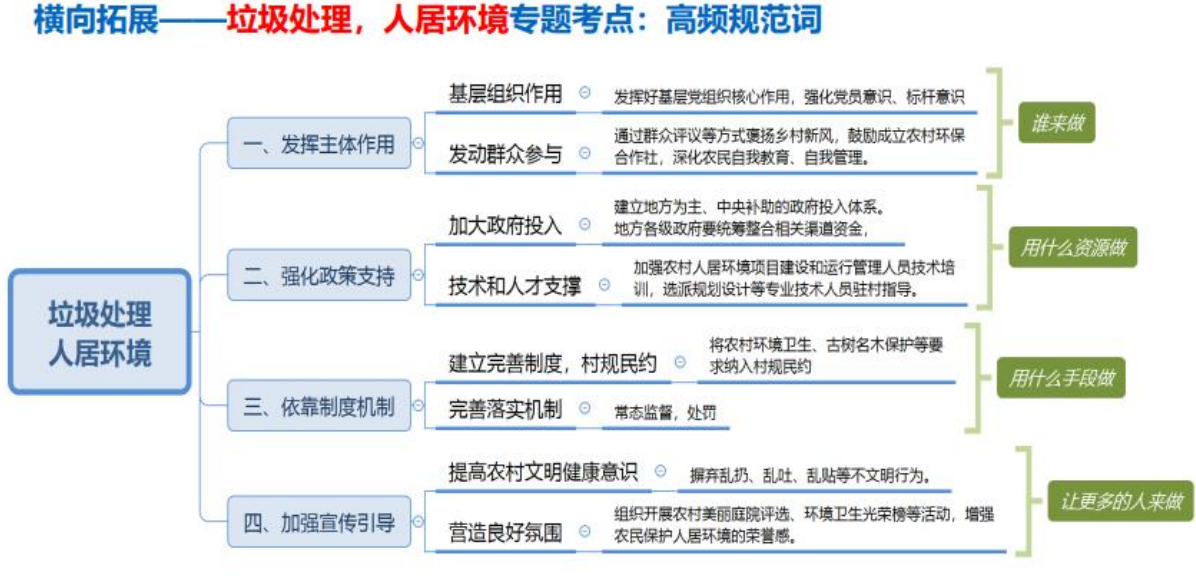 横向拓展——垃圾处理，人居环境专题考点：高频规范词
垃圾处理
人居环境
一、发挥主体作用
基层组织作用
发挥好基层党组织核心作用，强化党员意识、标杆意识
发动群众参与
通过群众评议等方式褒扬乡村新风，鼓励成立农村环保
合作社，深化农民自我教育、自我管理。
谁来做
二、强化政策支持
加大政府投入
建立地方为主、中央补助的政府投入体系。
地方各级政府要统筹整合相关渠道资金，
技术和人才支撑
加强农村人居环境项目建设和运行管理人员技术培
训，选派规划设计等专业技术人员驻村指导。
用什么资源做
三、依靠制度机制
建立完善制度，村规民约
将农村环境卫生、古树名木保护等要
求纳入村规民约
完善落实机制
常态监督，处罚
用什么手段做
四、加强宣传引导
提高农村文明健康意识
摒弃乱扔、乱吐、乱贴等不文明行为。
营造良好氛围
组织开展农村美丽庭院评选、环境卫生光荣榜等活动，增强
农民保护人居环境的荣誉感。
让更多的人来做